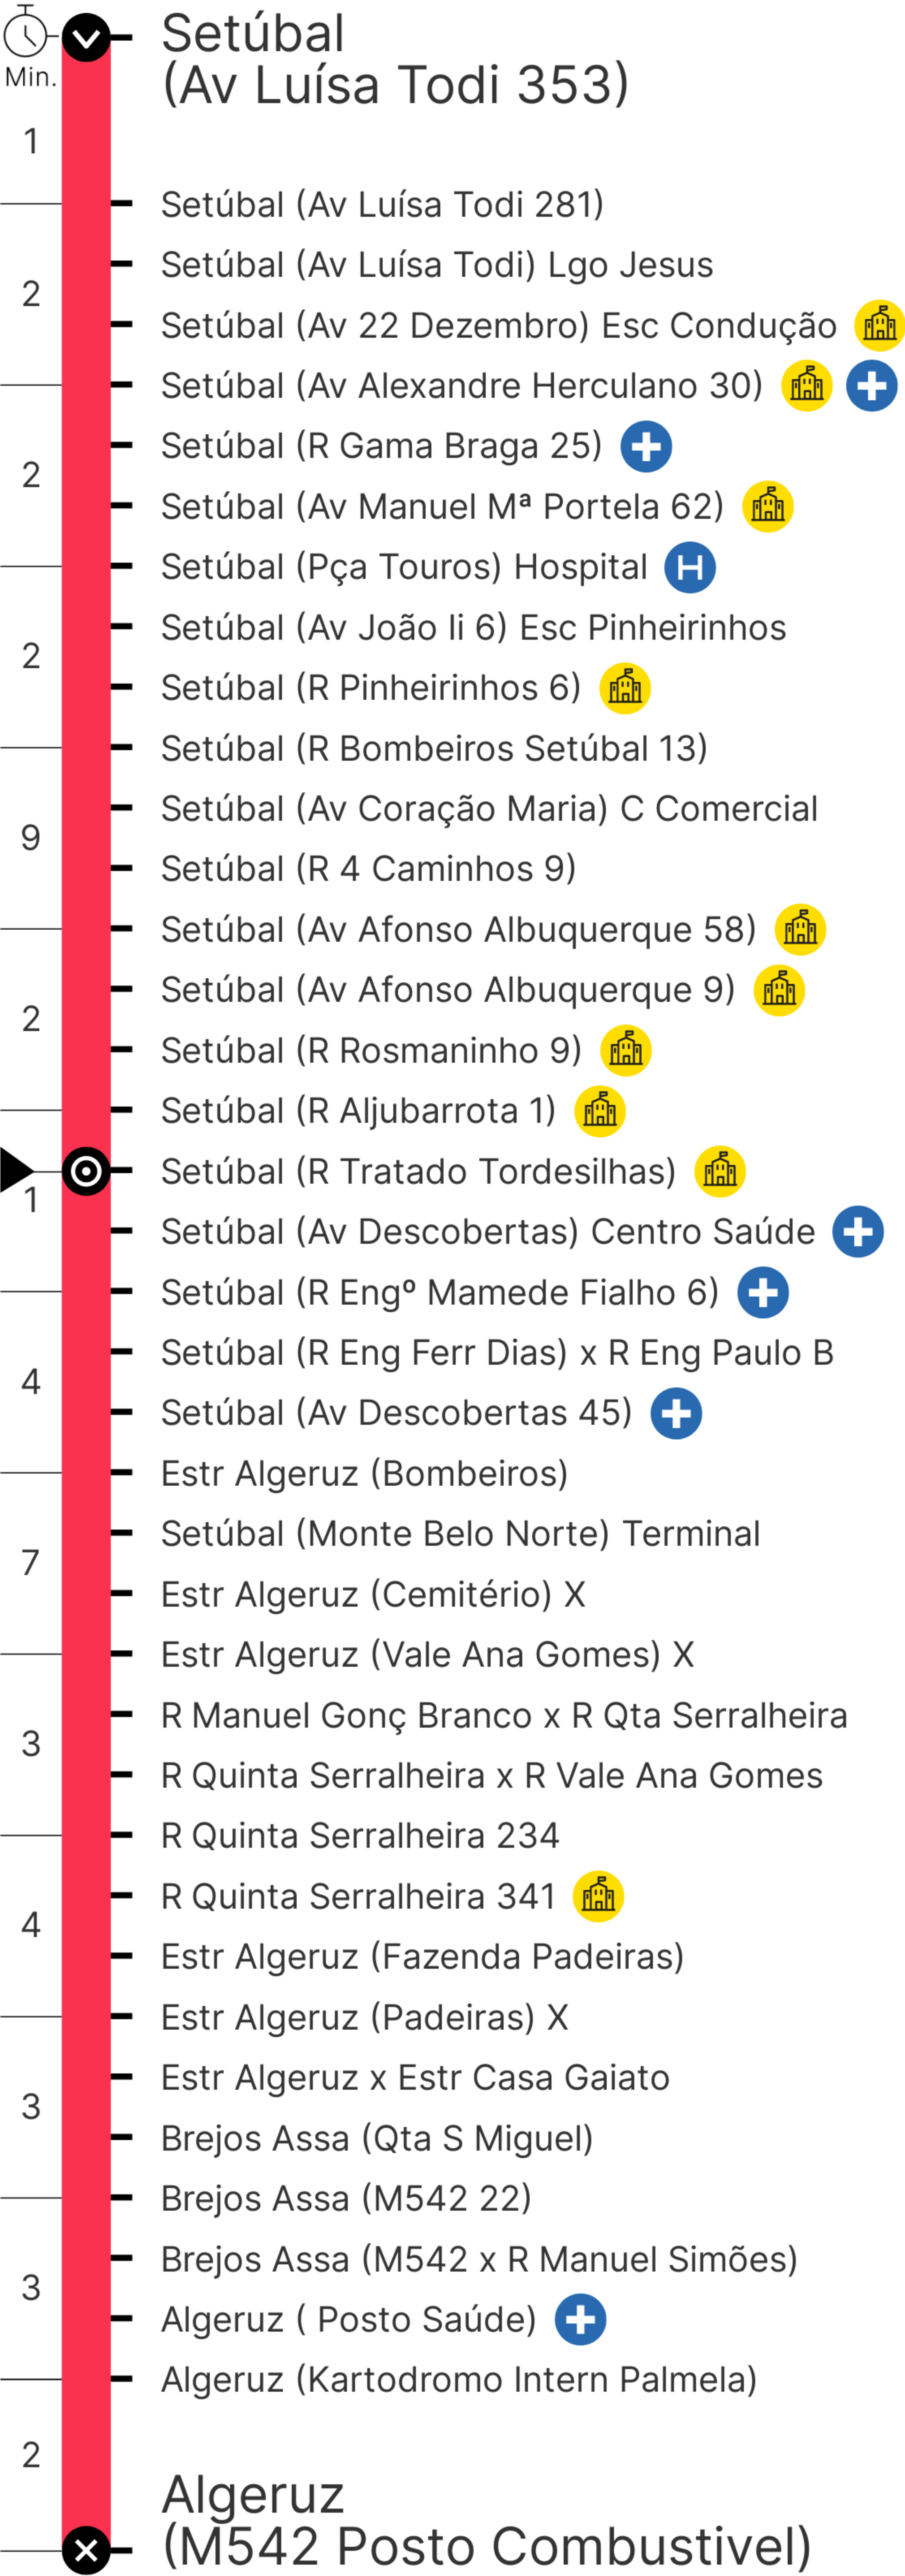 Min.
Setúbal
(Av Luísa Todi 353)
1
Setúbal (Av Luísa Todi 281)
Setúbal (Av Luísa Todi) Lgo Jesus
2
Setúbal (Av 22 Dezembro) Esc Condução
Setúbal (Av Alexandre Herculano 30)
Setúbal (R Gama Braga 25)
2
Setúbal (Av Manuel Mª Portela 62)
Setúbal (Pça Touros) Hospital H
Setúbal (Av João Ii 6) Esc Pinheirinhos
2
Setúbal (R Pinheirinhos 6)
Setúbal (R Bombeiros Setúbal 13)
Setúbal (Av Coração Maria) C Comercial
9
Setúbal (R 4 Caminhos 9)
Setúbal (Av Afonso Albuquerque 58)
Setúbal (Av Afonso Albuquerque 9)
2
Setúbal (R Rosmaninho 9)
Setúbal (R Aljubarrota 1)
Setúbal (R Tratado Tordesilhas)
1
Setúbal (Av Descobertas) Centro Saúde
Setúbal (R Engº Mamede Fialho 6)
Setúbal (R Eng Ferr Dias) x R Eng Paulo B
4
Setúbal (Av Descobertas 45)
Estr Algeruz (Bombeiros)
Setúbal (Monte Belo Norte) Terminal
7
Estr Algeruz (Cemitério) X
Estr Algeruz (Vale Ana Gomes) X
R Manuel Gonç Branco x R Qta Serralheira
3
R Quinta Serralheira x R Vale Ana Gomes
R Quinta Serralheira 234
R Quinta Serralheira 341
4
Estr Algeruz (Fazenda Padeiras)
Estr Algeruz (Padeiras) X
Estr Algeruz x Estr Casa Gaiato
3
Brejos Assa (Qta S Miguel)
Brejos Assa (M542 22)
Brejos Assa (M542 x R Manuel Simões)
3
Algeruz ( Posto Saúde)
Algeruz (Kartodromo Intern Palmela)
2
Algeruz
(M542 Posto Combustivel)